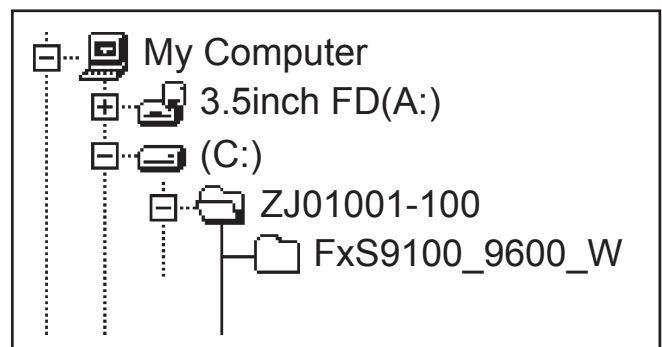 My Computer
3.5inch FD(A:)
(C:)
ZJ01001-100
FxS9100_9600_W